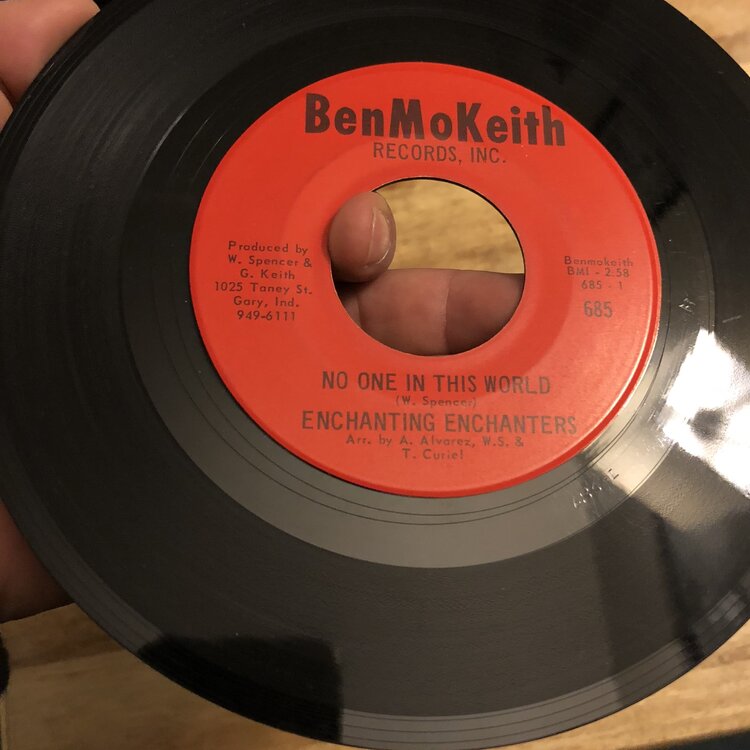 BenMoKeith
RECORDS, INC.
Produced by
W. Spencer &
G. Keith
1025 Taney St.
Gary, Ind.
949-6111
Benmokeith
BMI - 2:58
685 - 1
685
NO ONE IN THIS WORLD
(W. Spencer)
ENCHANTING ENCHANTERS
Arr. by A. Alvarez, W.S. &
T. Curiel